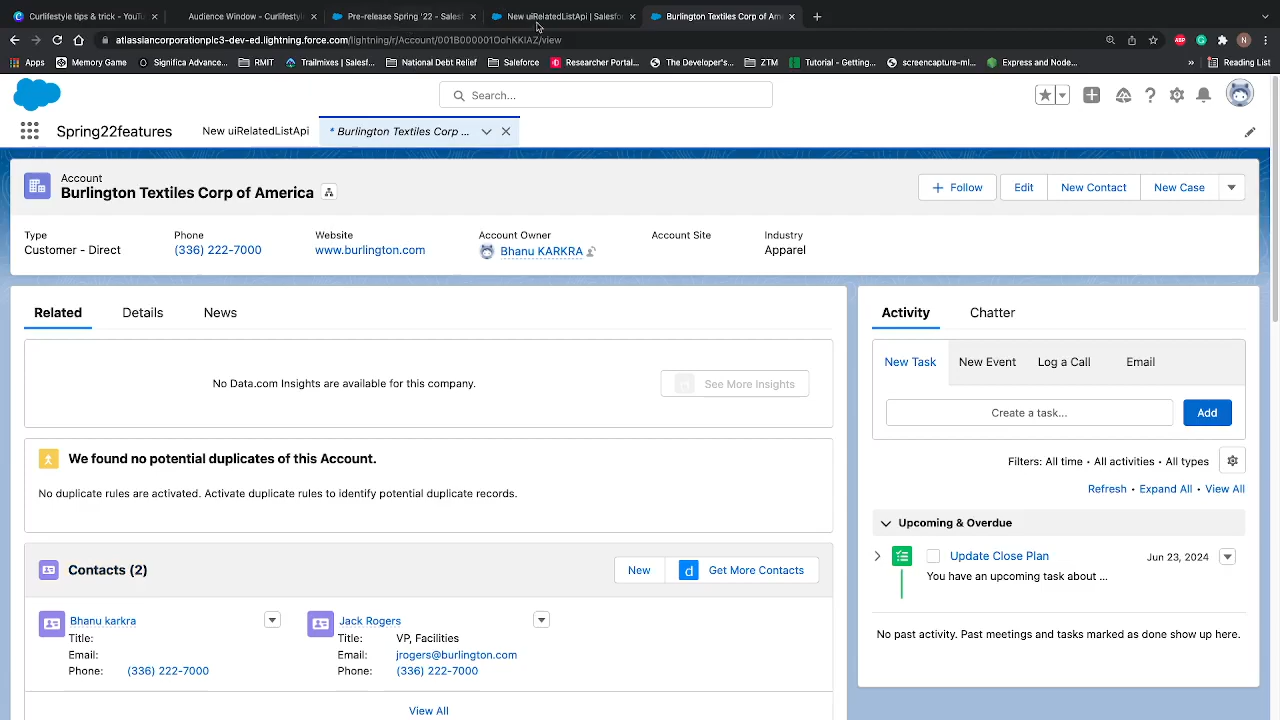 Curlifestyle tips & trick - YouT
Audience Window - Curlifestyle
Pre-release Spring '22 - Salesf
New uiRelatedListApi | Salesfor
Burlington Textiles Corp of Am
atlassiancorporationplc3-dev-ed.lightning.force.com/lightning/r/Account/001B000001OohKKIAZ/view
Apps
Memory Game
Significa Advance...
RMIT
Trailmixes | Salesf...
National Debt Relief
Salesforce
Researcher Portal...
The Developer's...
ZTM
Tutorial - Getting...
screencapture-ml...
Express and Node...
»
Reading List
Search...
Spring22features
New uiRelatedListApi
* Burlington Textiles Corp ...
Account
Burlington Textiles Corp of America
Follow
Edit
New Contact
New Case
Type
Customer - Direct
Phone
(336) 222-7000
Website
www.burlington.com
Account Owner
Bhanu KARKRA
Account Site
Industry
Apparel
Related
Details
News
No Data.com Insights are available for this company.
See More Insights
We found no potential duplicates of this Account.
No duplicate rules are activated. Activate duplicate rules to identify potential duplicate records.
Contacts (2)
New
d
Get More Contacts
Bhanu karkra
Title:
Email:
Phone: (336) 222-7000
Jack Rogers
Title: VP, Facilities
Email: jrogers@burlington.com
Phone: (336) 222-7000
View All
Activity
Chatter
New Task
New Event
Log a Call
Email
Create a task...
Add
Filters: All time • All activities • All types
Refresh • Expand All • View All
Upcoming & Overdue
Update Close Plan
Jun 23, 2024
You have an upcoming task about ...
No past activity. Past meetings and tasks marked as done show up here.